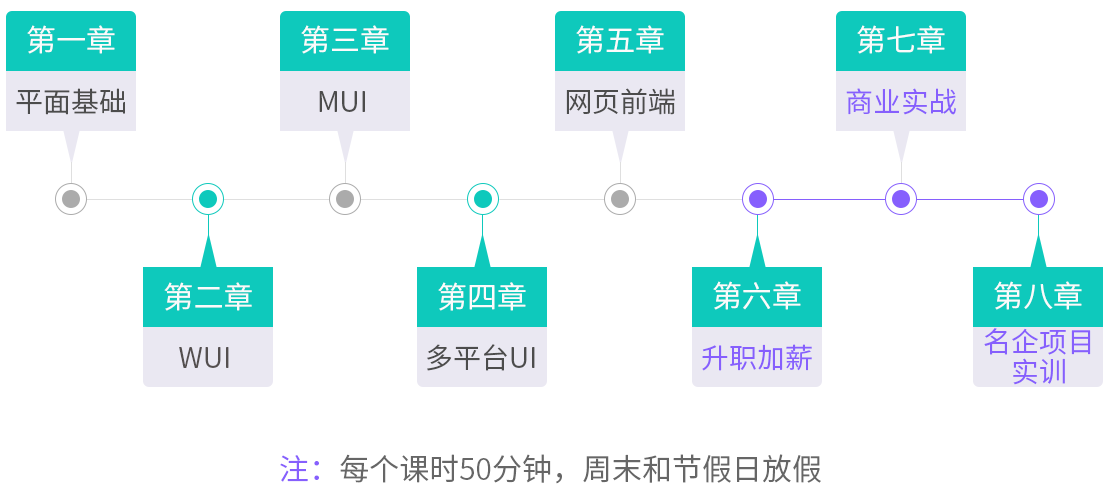 第一章
平面基础
第二章
WUI
第三章
MUI
第四章
多平台UI
第五章
网页前端
第六章
升职加薪
第七章
商业实战
第八章
名企项目
实训
注：每个课时50分钟，周末和节假日放假